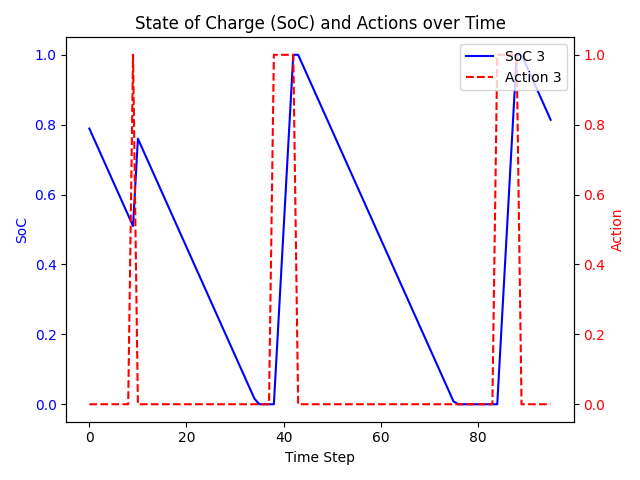 State of Charge (SoC) and Actions over Time
SoC 3
Action 3
1.0
0.8
0.6
0.4
0.2
0.0
SoC
1.0
0.8
0.6
0.4
0.2
0.0
Action
0 20 40 60 80
Time Step